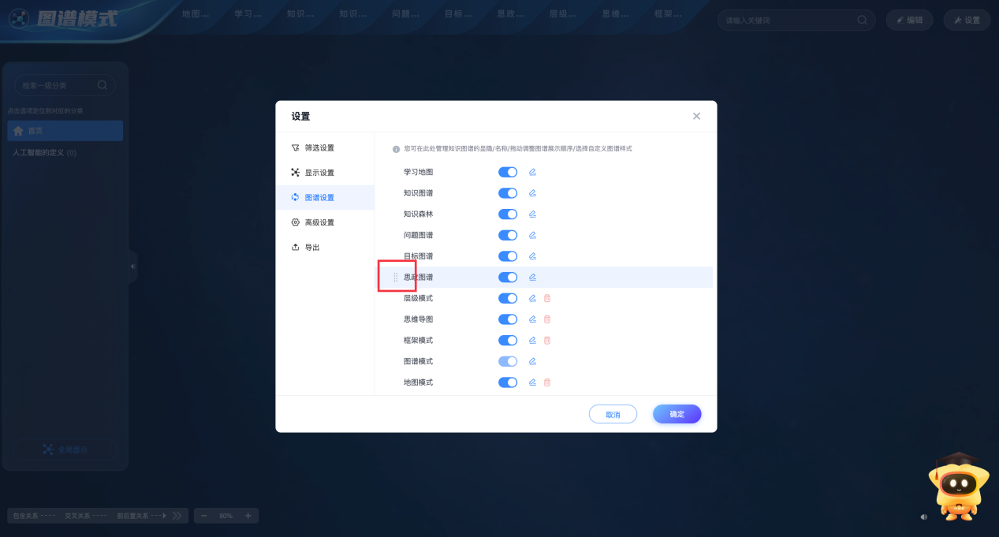 图谱模式
地图...
学习...
知识...
知识...
问题...
目标...
思政...
层级...
思维...
框架...
请输入关键词
编辑
设置
检索一级分类
点击选项定位到对应的分类
首页
人工智能的定义 (0)
全部显示
设置
筛选设置
显示设置
图谱设置
高级设置
导出
您可在此处管理知识图谱的显隐/名称/拖动调整图谱展示顺序/选择自定义图谱样式
学习地图
知识图谱
知识森林
问题图谱
目标图谱
思政图谱
层级模式
思维导图
框架模式
图谱模式
地图模式
取消
确定
包含关系
交叉关系
前后置关系
80%